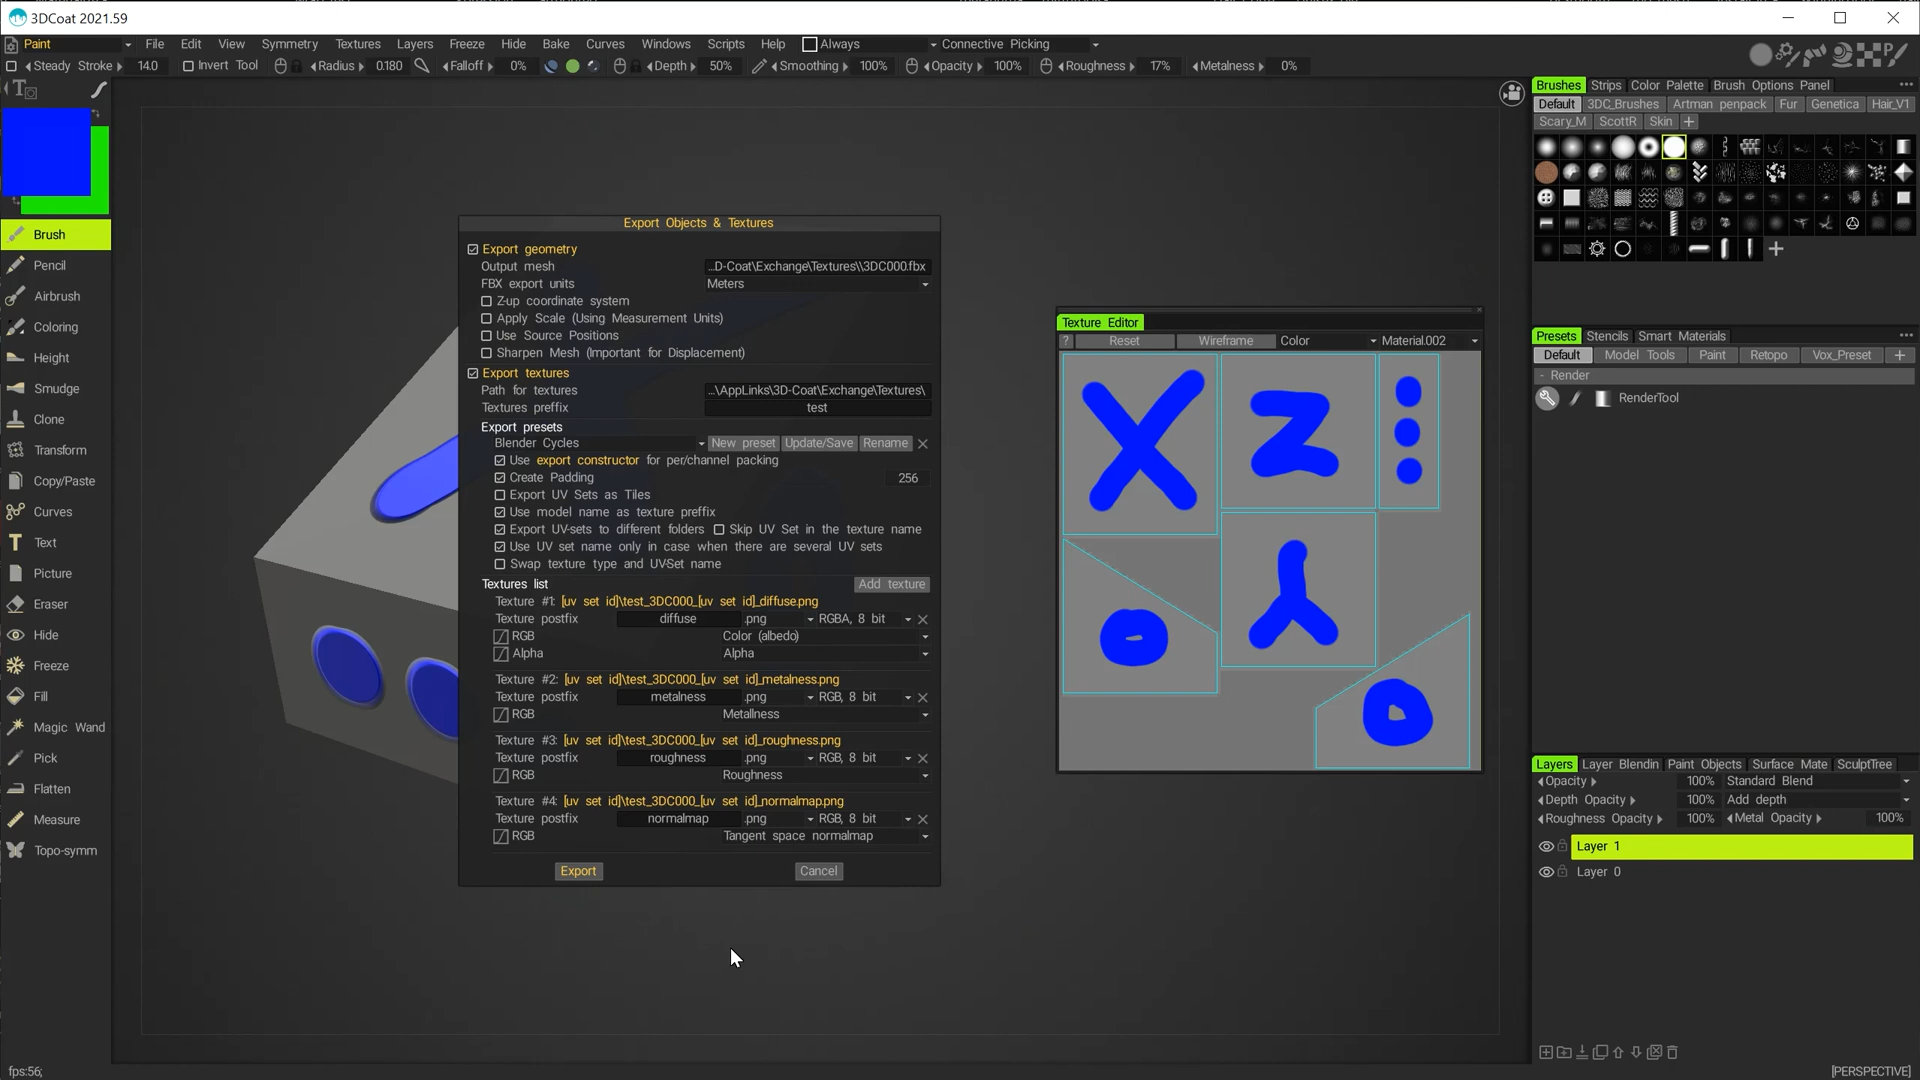 3DCoat 2021.59
Paint File Edit View Symmetry Textures Layers Freeze Hide Bake Curves Windows Scripts Help Always Connective Picking
Steady Stroke 14.0 Invert Tool Radius 0.180 Falloff 0% Depth 50% Smoothing 100% Opacity 100% Roughness 17% Metalness 0%
Brush
Pencil
Airbrush
Coloring
Height
Smudge
Clone
Transform
Copy/Paste
Curves
Text
Picture
Eraser
Hide
Freeze
Fill
Magic Wand
Pick
Flatten
Measure
Topo-symm
fps:56;
Export Objects & Textures
Export geometry
Output mesh ...D-Coat\Exchange\Textures\\3DC000.fbx
FBX export units Meters
Z-up coordinate system
Apply Scale (Using Measurement Units)
Use Source Positions
Sharpen Mesh (Important for Displacement)
Export textures
Path for textures ...\AppLinks\3D-Coat\Exchange\Textures\
Textures preffix test
Export presets
Blender Cycles New preset Update/Save Rename
Use export constructor for per/channel packing
Create Padding 256
Export UV Sets as Tiles
Use model name as texture preffix
Export UV-sets to different folders Skip UV Set in the texture name
Use UV set name only in case when there are several UV sets
Swap texture type and UV-Set name
Textures list Add texture
Texture #1: [uv set id]\test_3DC000_[uv set id]_diffuse.png
Texture postfix diffuse .png RGBA, 8 bit
RGB Color (albedo)
Alpha Alpha
Texture #2: [uv set id]\test_3DC000_[uv set id]_metalness.png
Texture postfix metalness .png RGB, 8 bit
RGB Metallness
Texture #3: [uv set id]\test_3DC000_[uv set id]_roughness.png
Texture postfix roughness .png RGB, 8 bit
RGB Roughness
Texture #4: [uv set id]\test_3DC000_[uv set id]_normalmap.png
Texture postfix normalmap .png RGB, 8 bit
RGB Tangent space normalmap
Export Cancel
Texture Editor
? Reset Wireframe Color Material.002
X Z
Brushes Strips Color Palette Brush Options Panel
Default 3DC_Brushes Artman penpack Fur Genetica Hair_V1
Scary_M ScottR Skin +
Presets Stencils Smart Materials
Default Model Tools Paint Retopo Vox_Preset +
- Render
RenderTool
Layers Layer Blendin Paint Objects Surface Mate SculptTree
Opacity 100% Standard Blend
Depth Opacity 100% Add depth
Roughness Opacity 100% Metal Opacity 100%
Layer 1
Layer 0
[PERSPECTIVE]